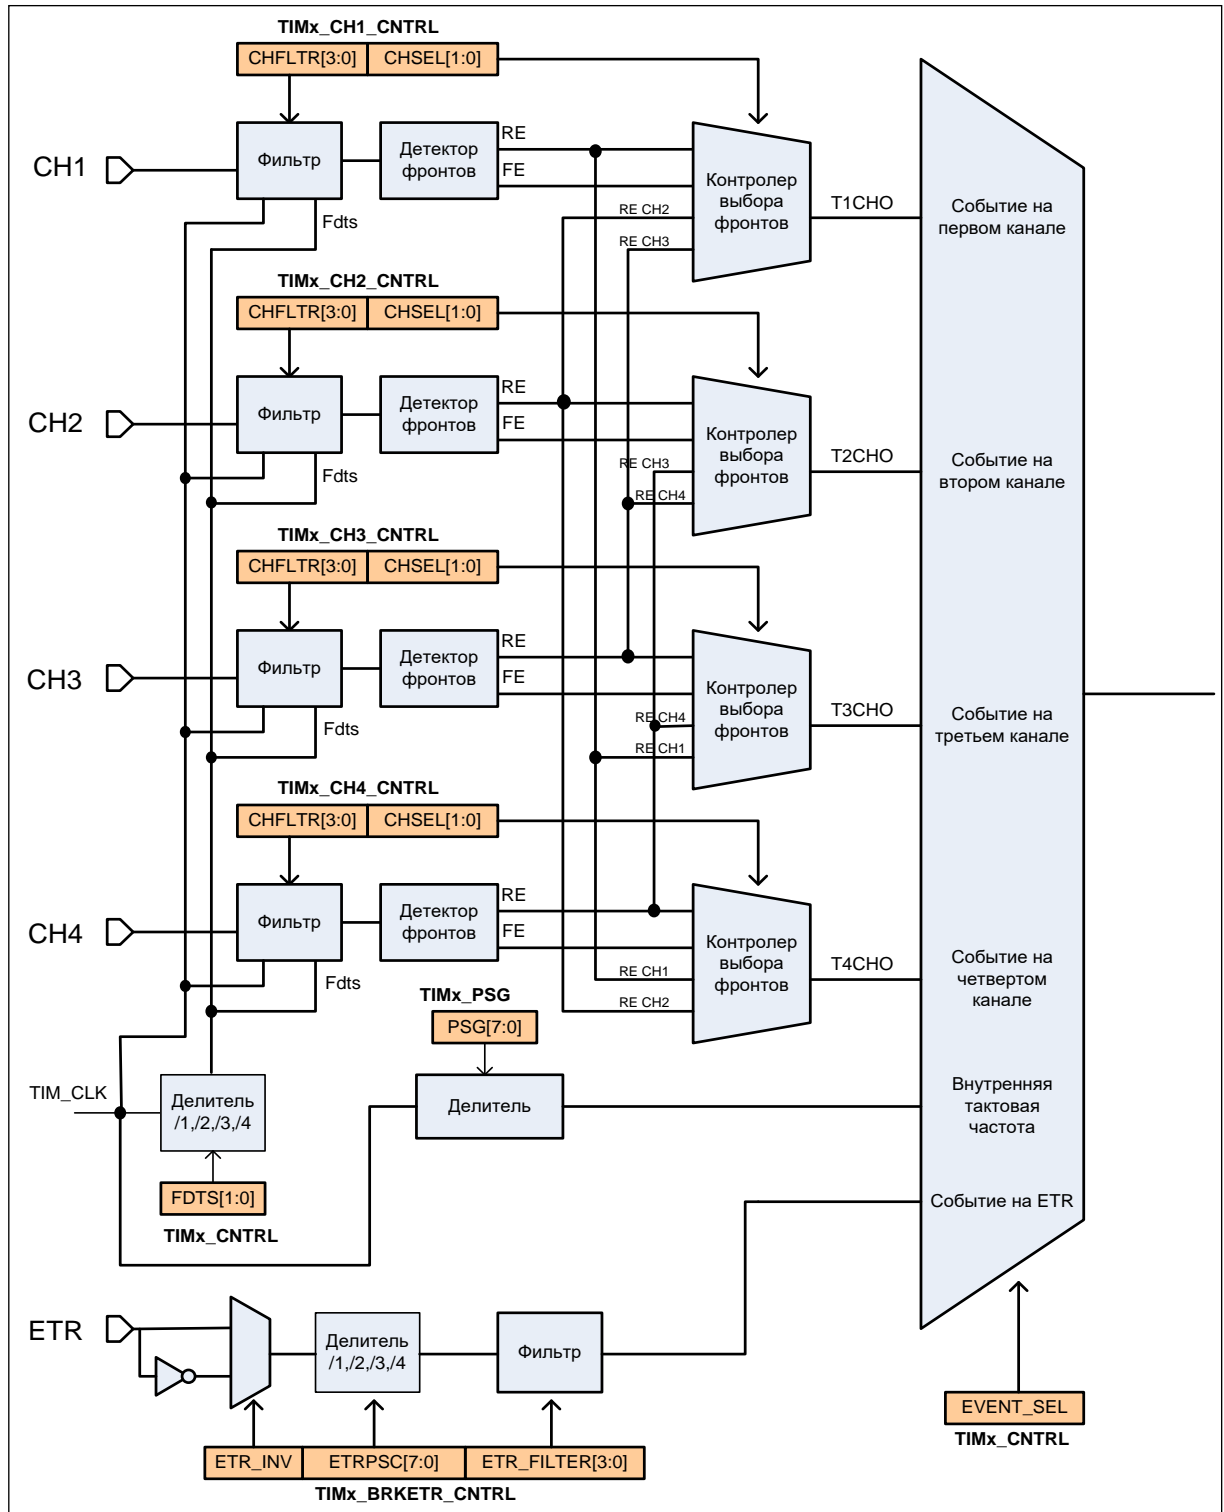 TIMx_CH1_CNTRL
CHFLTR[3:0] CHSEL[1:0]
CH1
Фильтр
Детектор
фронтов
RE
FE
RE CH2
RE CH3
Контролер
выбора
фронтов
T1CHO
Событие на
первом канале
Fdts
TIMx_CH2_CNTRL
CHFLTR[3:0] CHSEL[1:0]
CH2
Фильтр
Детектор
фронтов
RE
FE
RE CH3
RE CH4
Контролер
выбора
фронтов
T2CHO
Событие на
втором канале
Fdts
TIMx_CH3_CNTRL
CHFLTR[3:0] CHSEL[1:0]
CH3
Фильтр
Детектор
фронтов
RE
FE
RE CH4
RE CH1
Контролер
выбора
фронтов
T3CHO
Событие на
третьем канале
Fdts
TIMx_CH4_CNTRL
CHFLTR[3:0] CHSEL[1:0]
CH4
Фильтр
Детектор
фронтов
RE
FE
RE CH1
RE CH2
Контролер
выбора
фронтов
T4CHO
Событие на
четвертом
канале
Fdts
TIMx_PSG
PSG[7:0]
TIM_CLK
Делитель
/1,/2,/3,/4
Делитель
Внутренняя
тактовая
частота
FDTS[1:0]
TIMx_CNTRL
Событие на ETR
ETR
Делитель
/1,/2,/3,/4
Фильтр
ETR_INV ETRPSC[7:0] ETR_FILTER[3:0]
TIMx_BRKETR_CNTRL
EVENT_SEL
TIMx_CNTRL